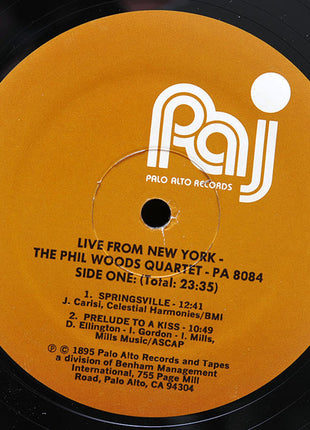 paj
PALO ALTO RECORDS
LIVE FROM NEW YORK -
THE PHIL WOODS QUARTET - PA 8084
SIDE ONE: (Total: 23:35)
1. SPRINGSVILLE - 12:41
J. Carisi, Celestial Harmonies/BMI
2. PRELUDE TO A KISS - 10:49
D. Ellington - I. Gordon - I. Mills,
Mills Music/ASCAP
℗ © 1895 Palo Alto Records and Tapes
a division of Benham Management
International, 755 Page Mill
Road, Palo Alto, CA 94304